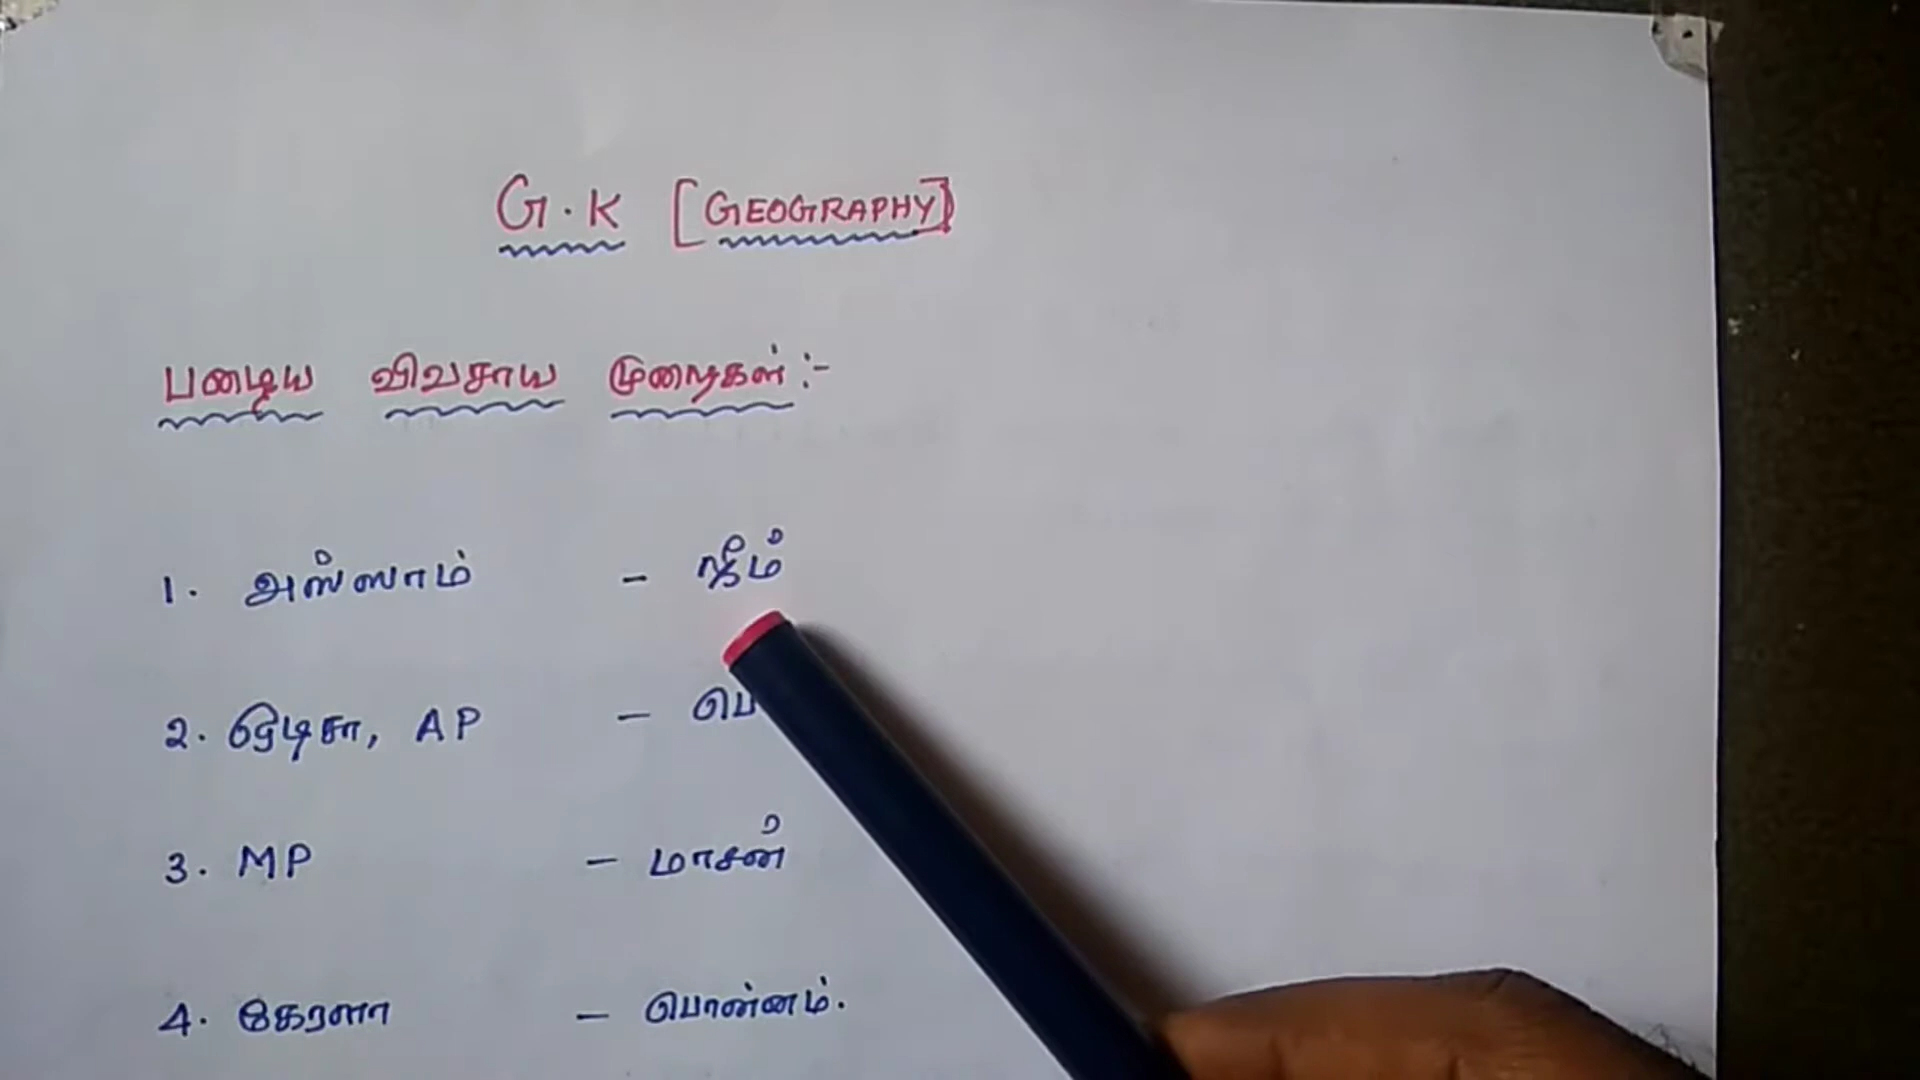 G.K [GEOGRAPHY]
பழைய விவசாய முறைகள் :-
1. அஸ்ஸாம் - ஜீம்
2. ஒடிசா, AP -
3. MP - மாசன்
4. கேரளா - பொன்னம்.